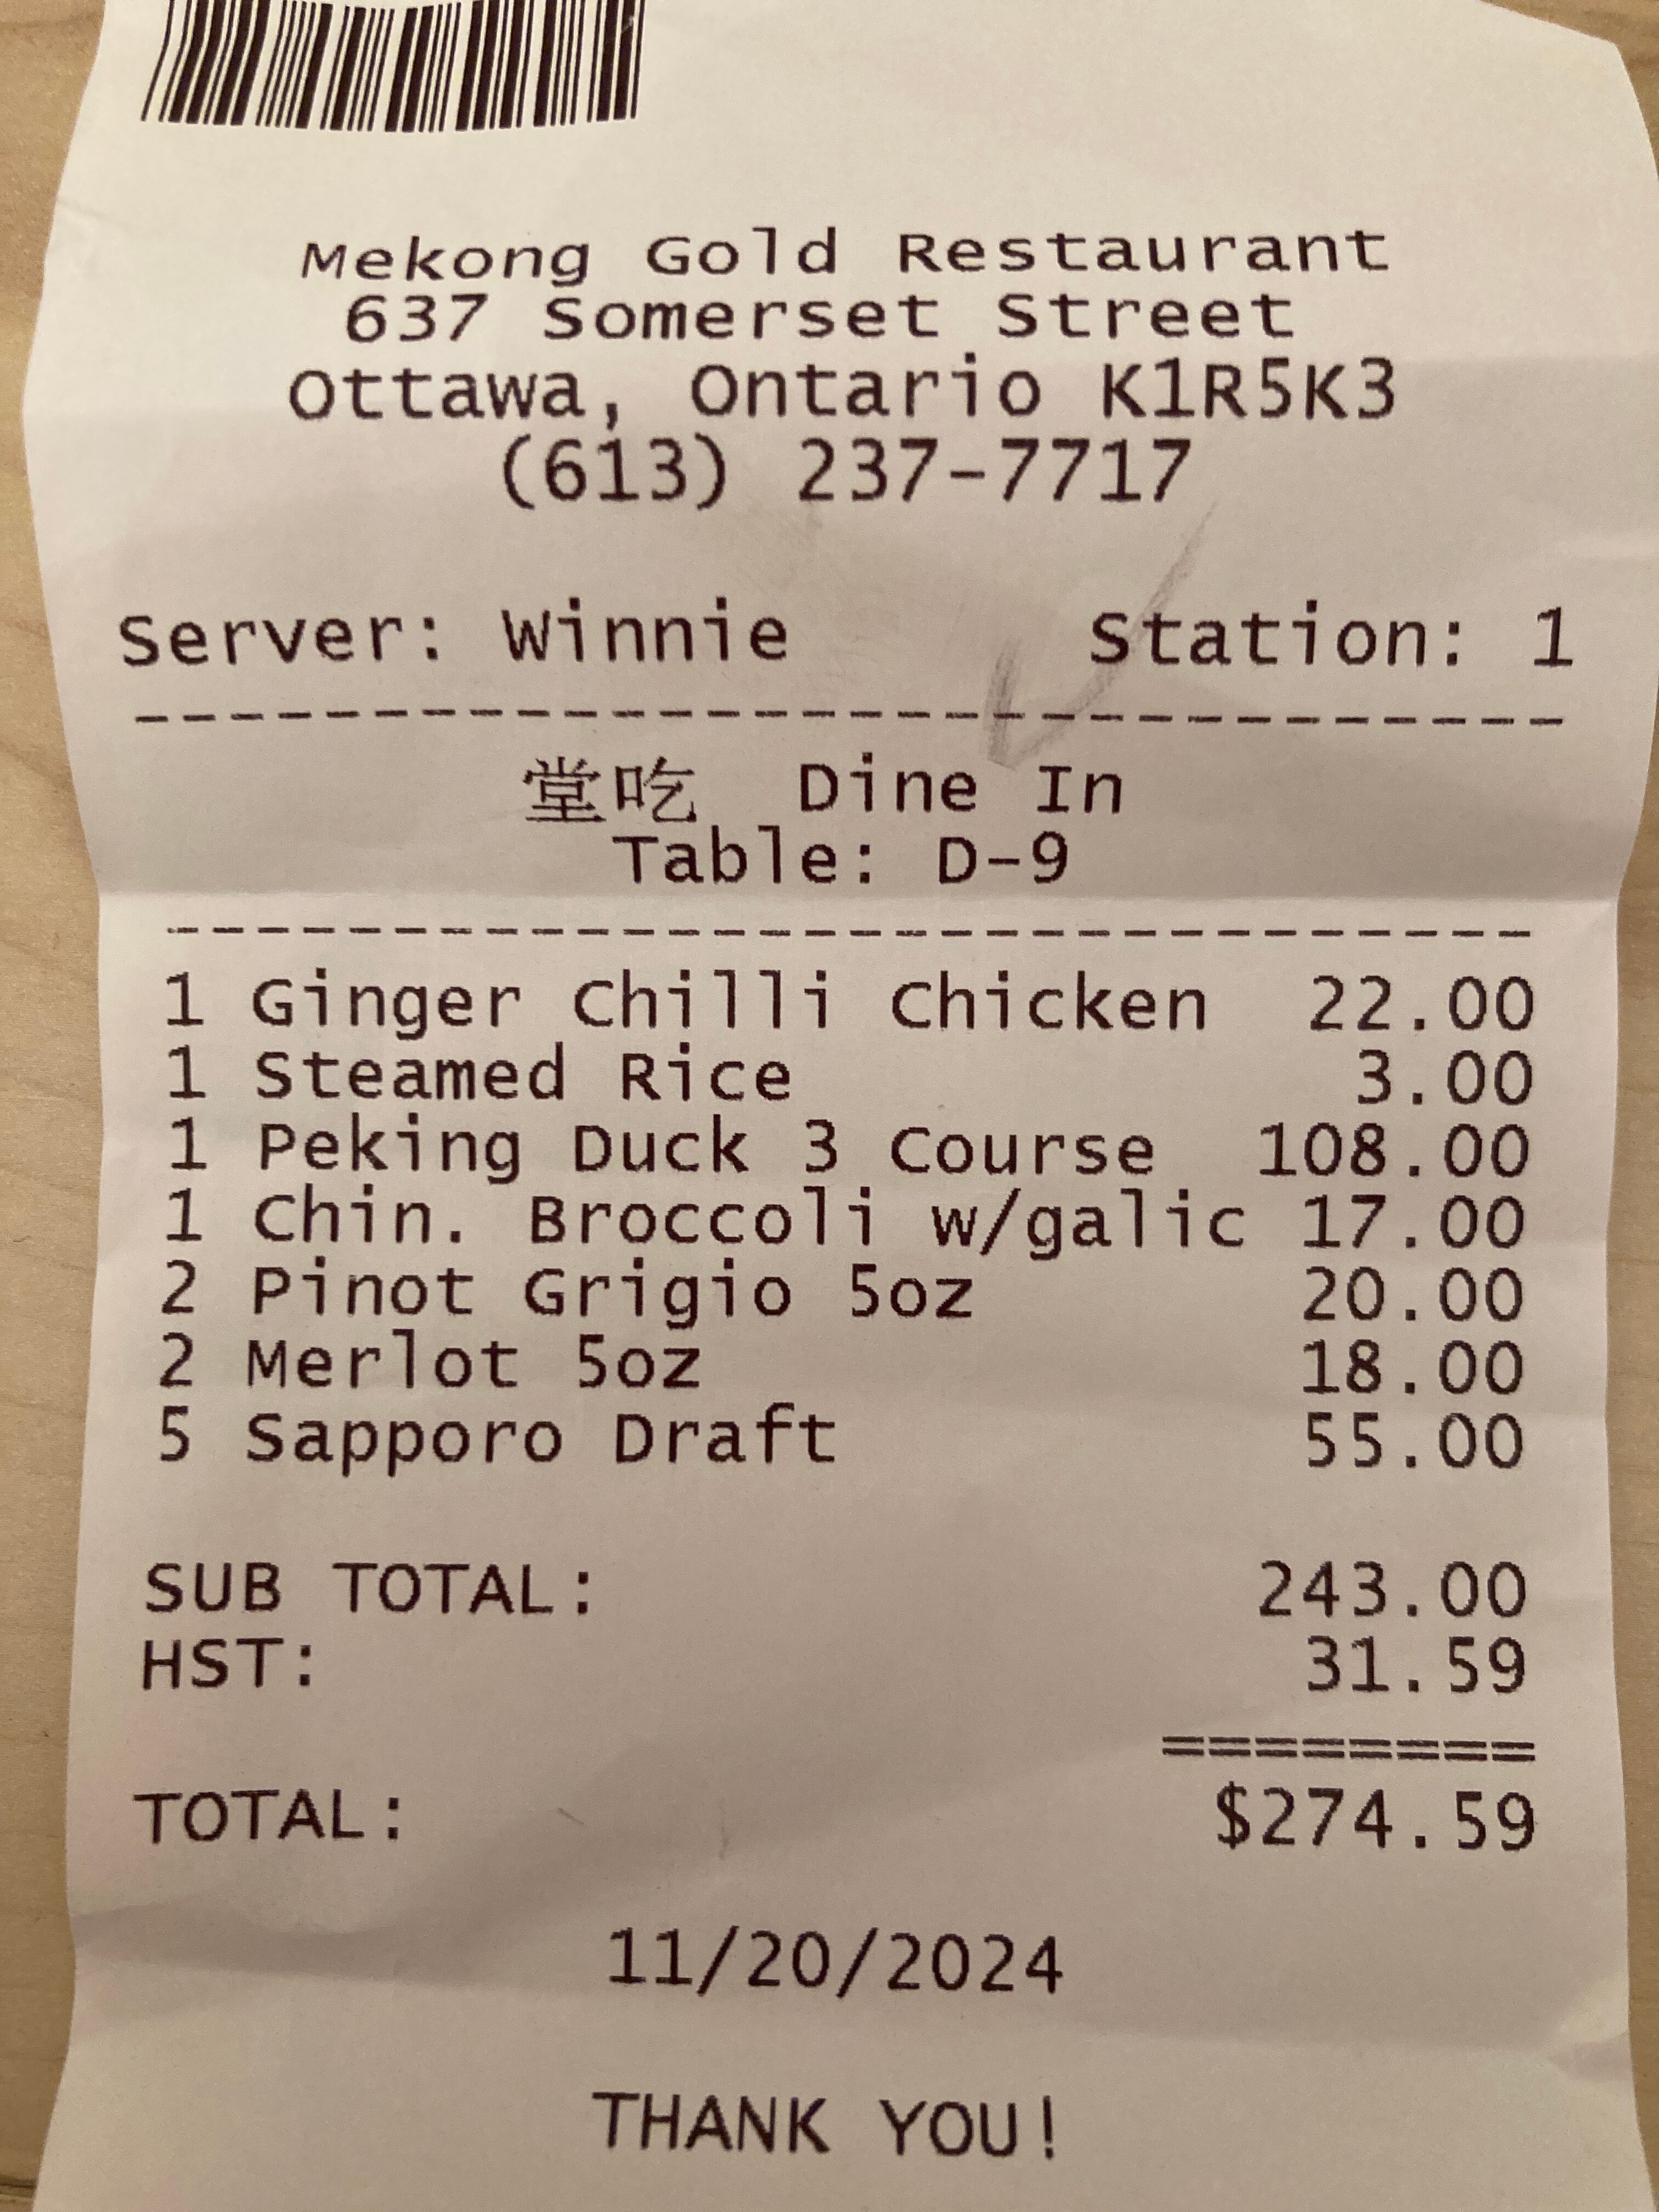 Mekong Gold Restaurant
637 Somerset Street
Ottawa, Ontario K1R5K3
(613) 237-7717
Server: Winnie Station: 1
--------------------------------
堂吃 Dine In
Table: D-9
--------------------------------
1 Ginger Chilli Chicken 22.00
1 Steamed Rice 3.00
1 Peking Duck 3 Course 108.00
1 Chin. Broccoli w/galic 17.00
2 Pinot Grigio 5oz 20.00
2 Merlot 5oz 18.00
5 Sapporo Draft 55.00
SUB TOTAL: 243.00
HST: 31.59
========
TOTAL: $274.59
11/20/2024
THANK YOU!